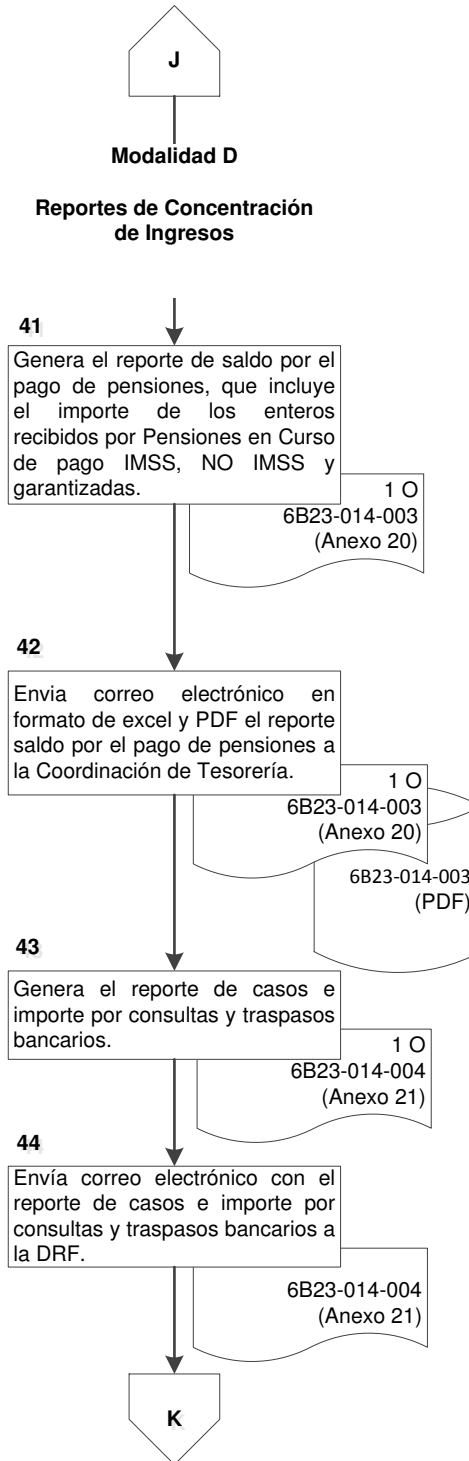 J
Modalidad D
Reportes de Concentración
de Ingresos
41
Genera el reporte de saldo por el
pago de pensiones, que incluye
el importe de los enteros
recibidos por Pensiones en Curso
de pago IMSS, NO IMSS y
garantizadas.
1 O
6B23-014-003
(Anexo 20)
42
Envia correo electrónico en
formato de excel y PDF el reporte
saldo por el pago de pensiones a
la Coordinación de Tesorería.
1 O
6B23-014-003
(Anexo 20)
6B23-014-003
(PDF)
43
Genera el reporte de casos e
importe por consultas y traspasos
bancarios.
1 O
6B23-014-004
(Anexo 21)
44
Envía correo electrónico con el
reporte de casos e importe por
consultas y traspasos bancarios a
la DRF.
6B23-014-004
(Anexo 21)
K